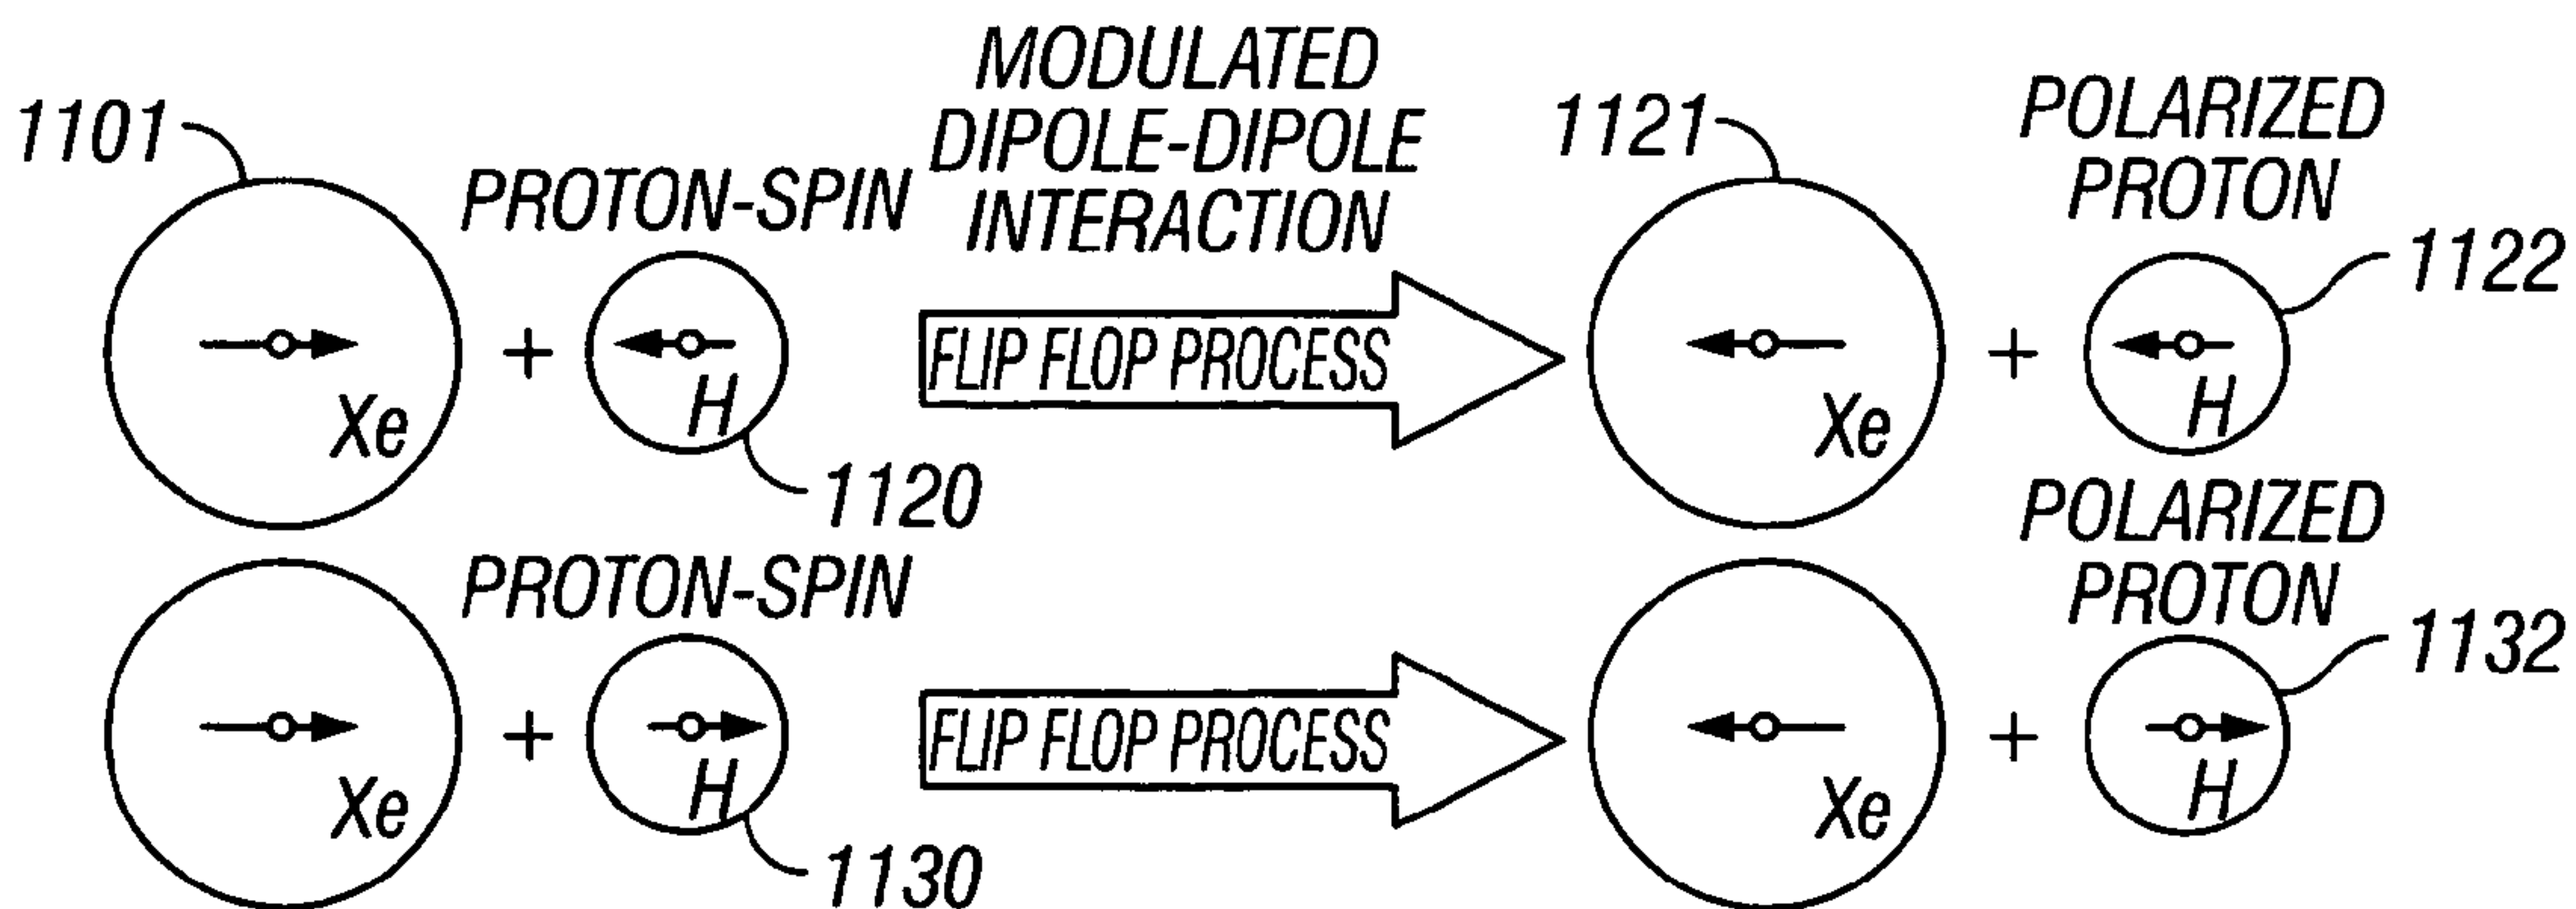 MODULATED
DIPOLE-DIPOLE
INTERACTION
1101
PROTON-SPIN
1121
POLARIZED
PROTON
1122
Xe
+
H
1120
FLIP FLOP PROCESS
Xe
+
H
PROTON-SPIN
POLARIZED
PROTON
1132
Xe
+
H
1130
FLIP FLOP PROCESS
Xe
+
H